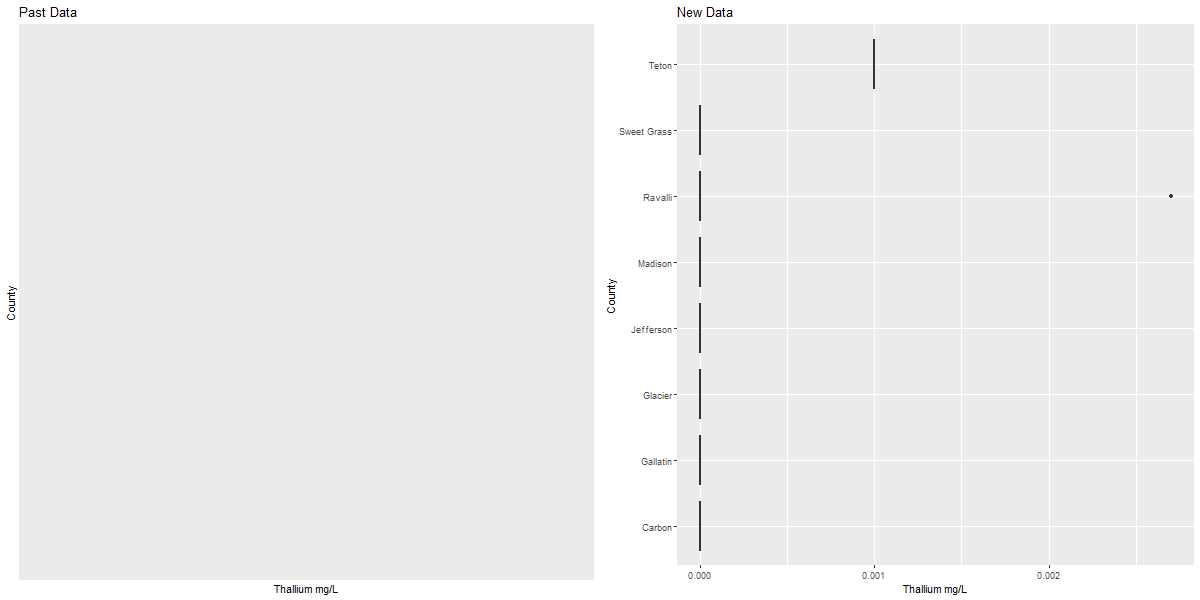 Past Data
County
Thallium mg/L
New Data
County
Teton
Sweet Grass
Ravalli
Madison
Jefferson
Glacier
Gallatin
Carbon
0.000 0.001 0.002
Thallium mg/L